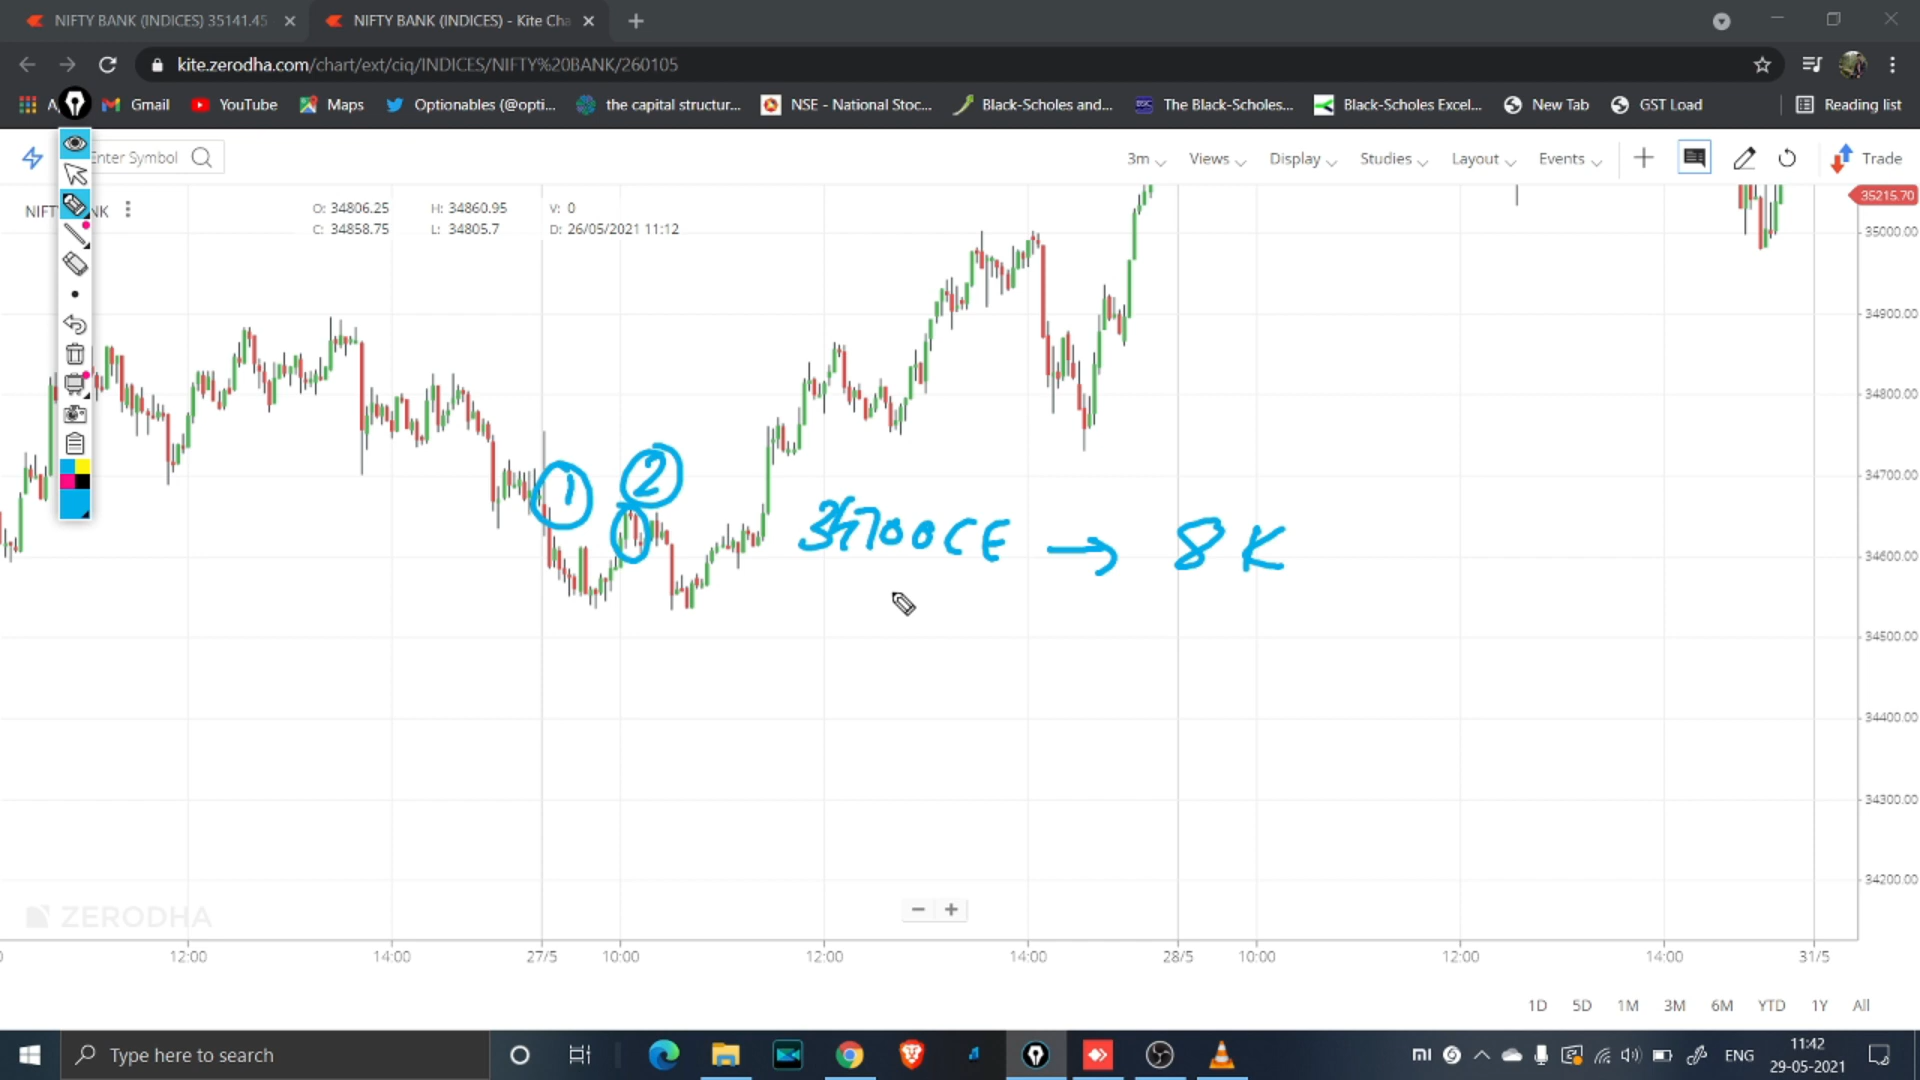 NIFTY BANK (INDICES) 35141.45
NIFTY BANK (INDICES) - Kite Cha
kite.zerodha.com/chart/ext/ciq/INDICES/NIFTY%20BANK/260105
A Gmail YouTube Maps Optionables (@opti... the capital structur... NSE - National Stoc... Black-Scholes and... The Black-Scholes... Black-Scholes Excel... New Tab GST Load Reading list
Enter Symbol 3m Views Display Studies Layout Events Trade
NIFT NK
O: 34806.25 H: 34860.95 V: 0
C: 34858.75 L: 34805.7 D: 26/05/2021 11:12
35215.70
35000.00
34900.00
34800.00
34700.00
34600.00
34500.00
34400.00
34300.00
34200.00
1 2
34700CE → 8K
ZERODHA
0 12:00 14:00 27/5 10:00 12:00 14:00 28/5 10:00 12:00 14:00 31/5
1D 5D 1M 3M 6M YTD 1Y All
Type here to search
ENG
11:42
29-05-2021